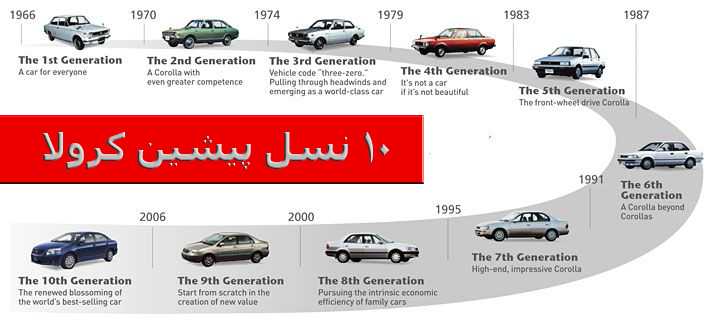 1966
The 1st Generation
A car for everyone
1970
The 2nd Generation
A Corolla with
even greater competence
1974
The 3rd Generation
Vehicle code "three-zero."
Pulling through headwinds and
emerging as a world-class car
1979
The 4th Generation
It's not a car
if it's not beautiful
1983
The 5th Generation
The front-wheel drive Corolla
1987
The 6th
Generation
A Corolla beyond
Corollas
۱۰ نسل پیشین کرولا
1991
The 7th Generation
High-end, impressive Corolla
1995
The 8th Generation
Pursuing the intrinsic economic
efficiency of family cars
2000
The 9th Generation
Start from scratch in the
creation of new value
2006
The 10th Generation
The renewed blossoming of
the world's best-selling car